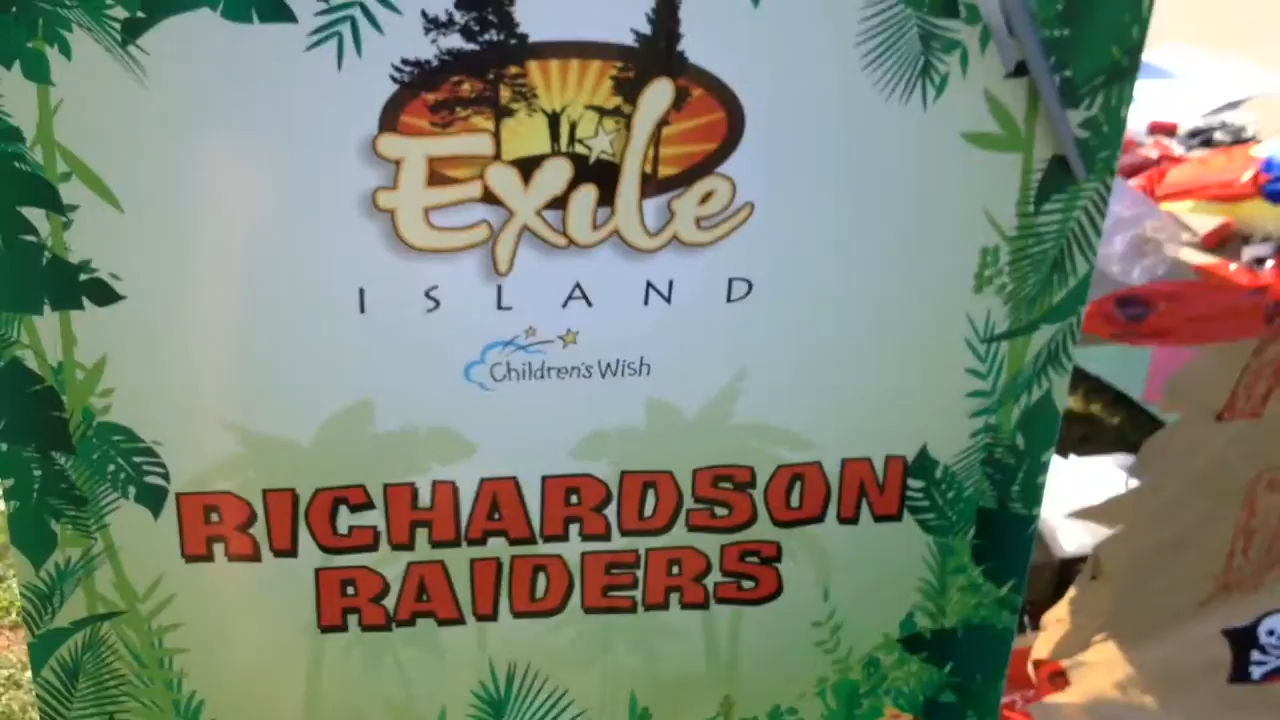 Exile
ISLAND
Children's Wish
RICHARDSON
RAIDERS